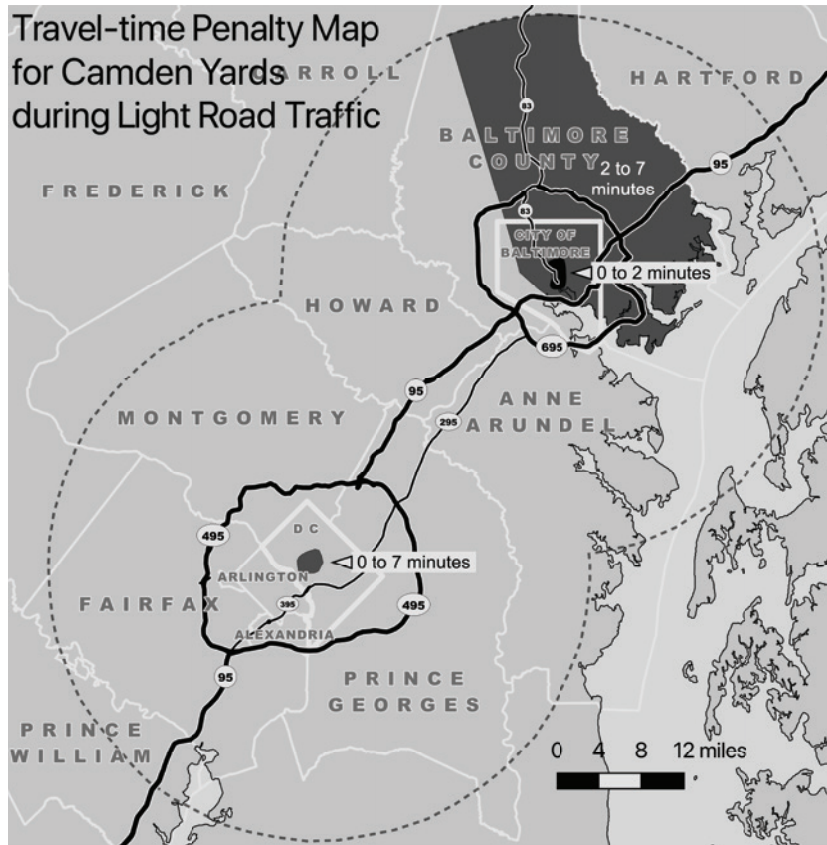 Travel-time Penalty Map
for Camden Yards
during Light Road Traffic
CARROLL
HARTFORD
83
BALTIMORE
COUNTY
2 to 7
minutes
95
FREDERICK
83
CITY OF
BALTIMORE
0 to 2 minutes
HOWARD
695
95
ANNE
ARUNDEL
MONTGOMERY
295
495
D C
0 to 7 minutes
ARLINGTON
FAIRFAX
395
495
ALEXANDRIA
95
PRINCE
GEORGES
PRINCE
WILLIAM
0 4 8 12 miles